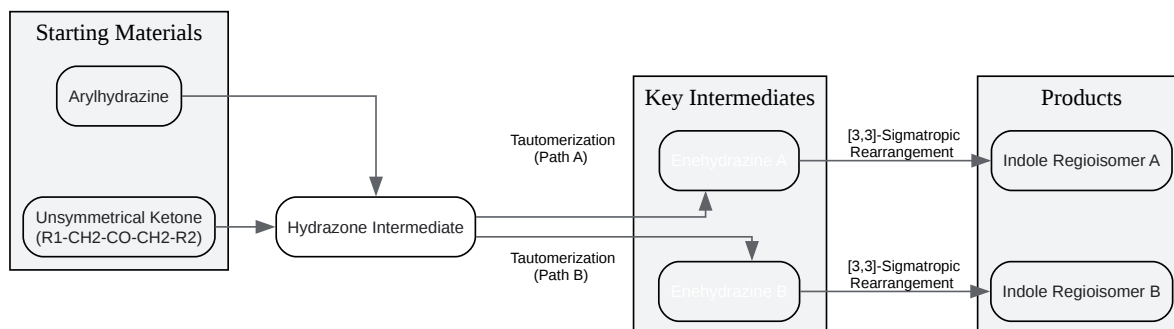 Starting Materials
Arylhydrazine
Unsymmetrical Ketone
(R1-CH2-CO-CH2-R2)
Hydrazone Intermediate
Tautomerization
(Path A)
Tautomerization
(Path B)
Key Intermediates
Enehydrazine A
Enehydrazine B
[3,3]-Sigmatropic
Rearrangement
[3,3]-Sigmatropic
Rearrangement
Products
Indole Regioisomer A
Indole Regioisomer B